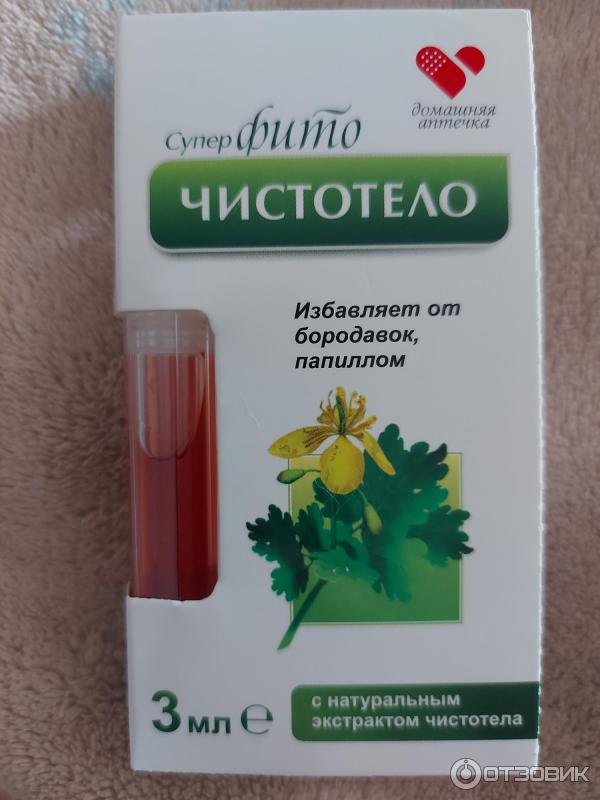 домашняя
аптечка
Супер фито
ЧИСТОТЕЛО
Избавляет от
бородавок,
папиллом
3 мл ℮
с натуральным
экстрактом чистотела
ОТЗОВИК